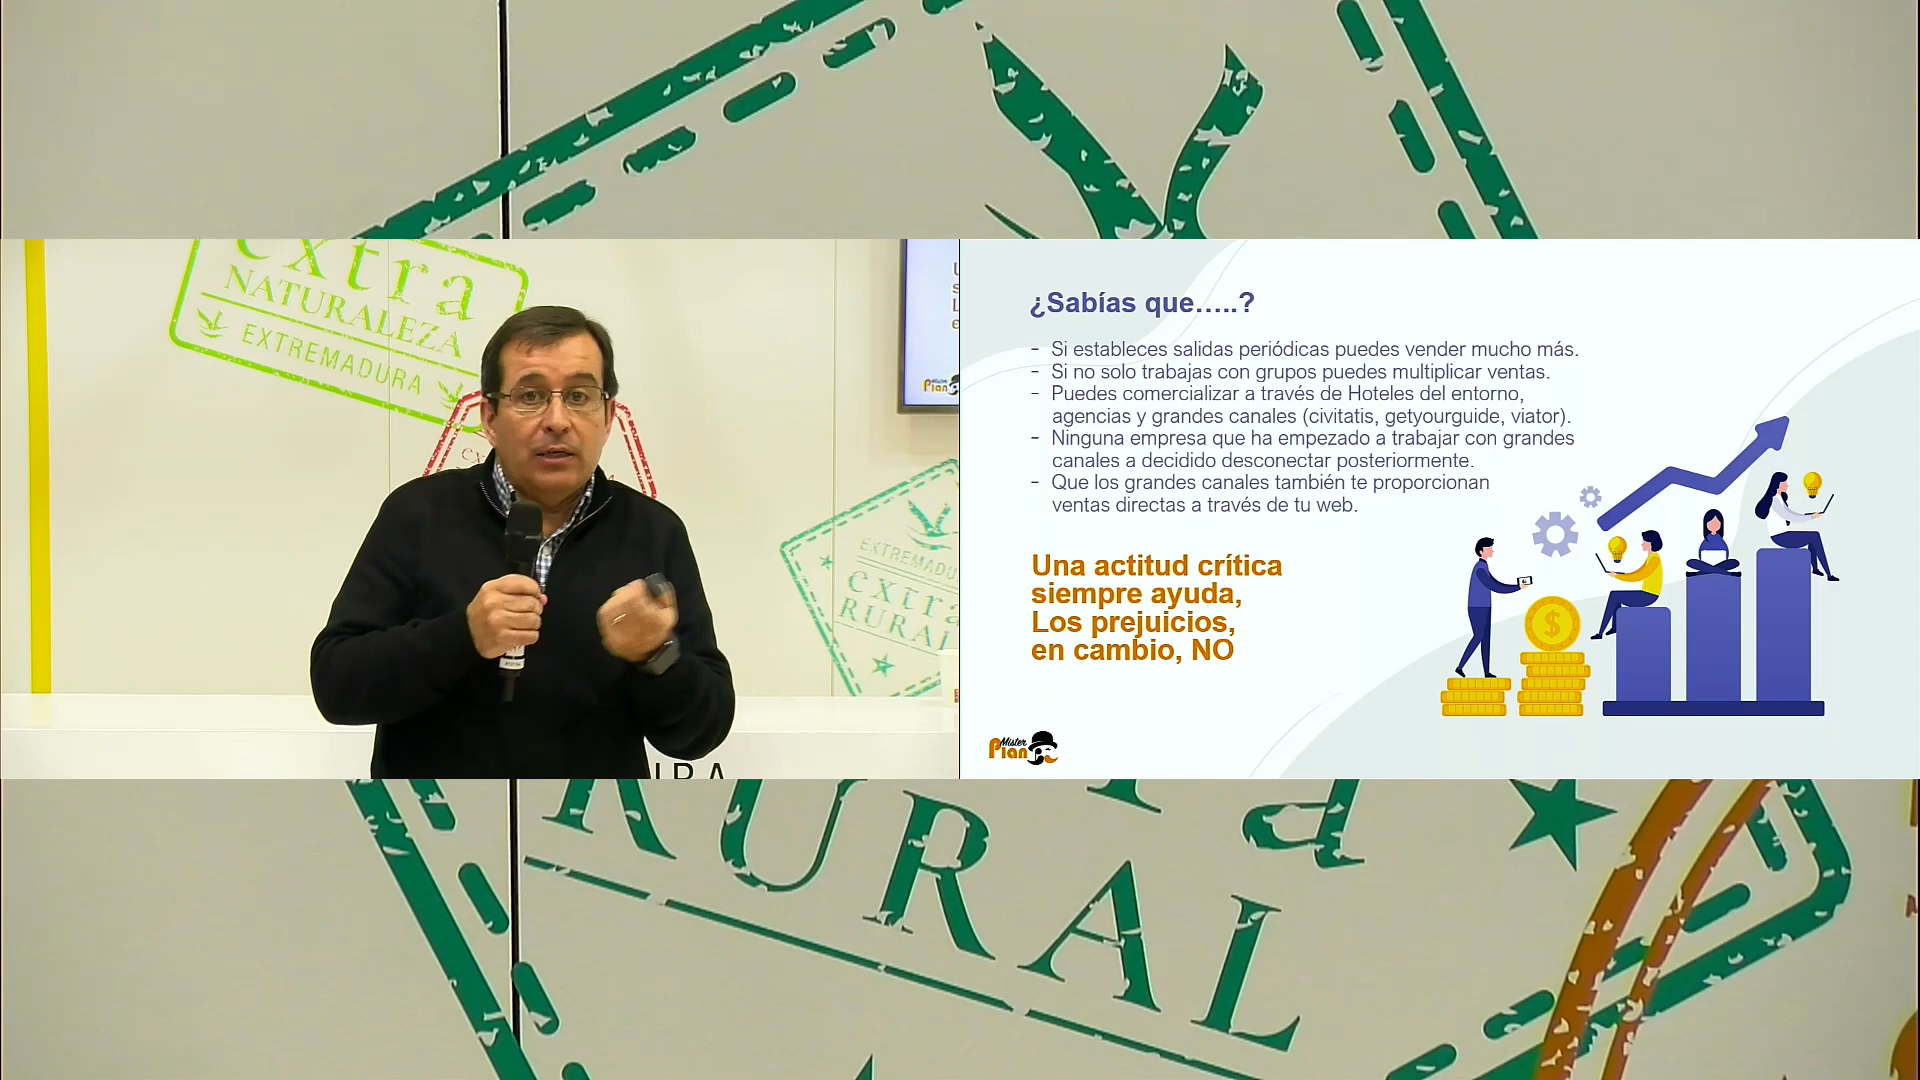 extra
NATURALEZA
EXTREMADURA
EXTREMADU
extra
RURAL
¿Sabías que…..?
- Si estableces salidas periódicas puedes vender mucho más.
- Si no solo trabajas con grupos puedes multiplicar ventas.
- Puedes comercializar a través de Hoteles del entorno,
agencias y grandes canales (civitatis, getyourguide, viator).
- Ninguna empresa que ha empezado a trabajar con grandes
canales a decidido desconectar posteriormente.
- Que los grandes canales también te proporcionan
ventas directas a través de tu web.
Una actitud crítica
siempre ayuda,
Los prejuicios,
en cambio, NO
$
Mister
Plan
RURAL